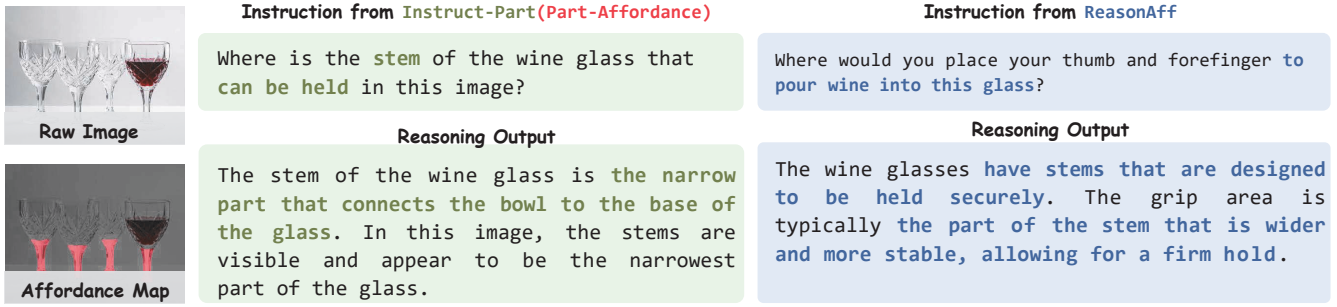 Instruction from Instruct-Part(Part-Affordance)
Where is the stem of the wine glass that
can be held in this image?
Reasoning Output
The stem of the wine glass is the narrow
part that connects the bowl to the base of
the glass. In this image, the stems are
visible and appear to be the narrowest
part of the glass.
Instruction from ReasonAff
Where would you place your thumb and forefinger to
pour wine into this glass?
Reasoning Output
The wine glasses have stems that are designed
to be held securely. The grip area is
typically the part of the stem that is wider
and more stable, allowing for a firm hold.
Raw Image
Affordance Map